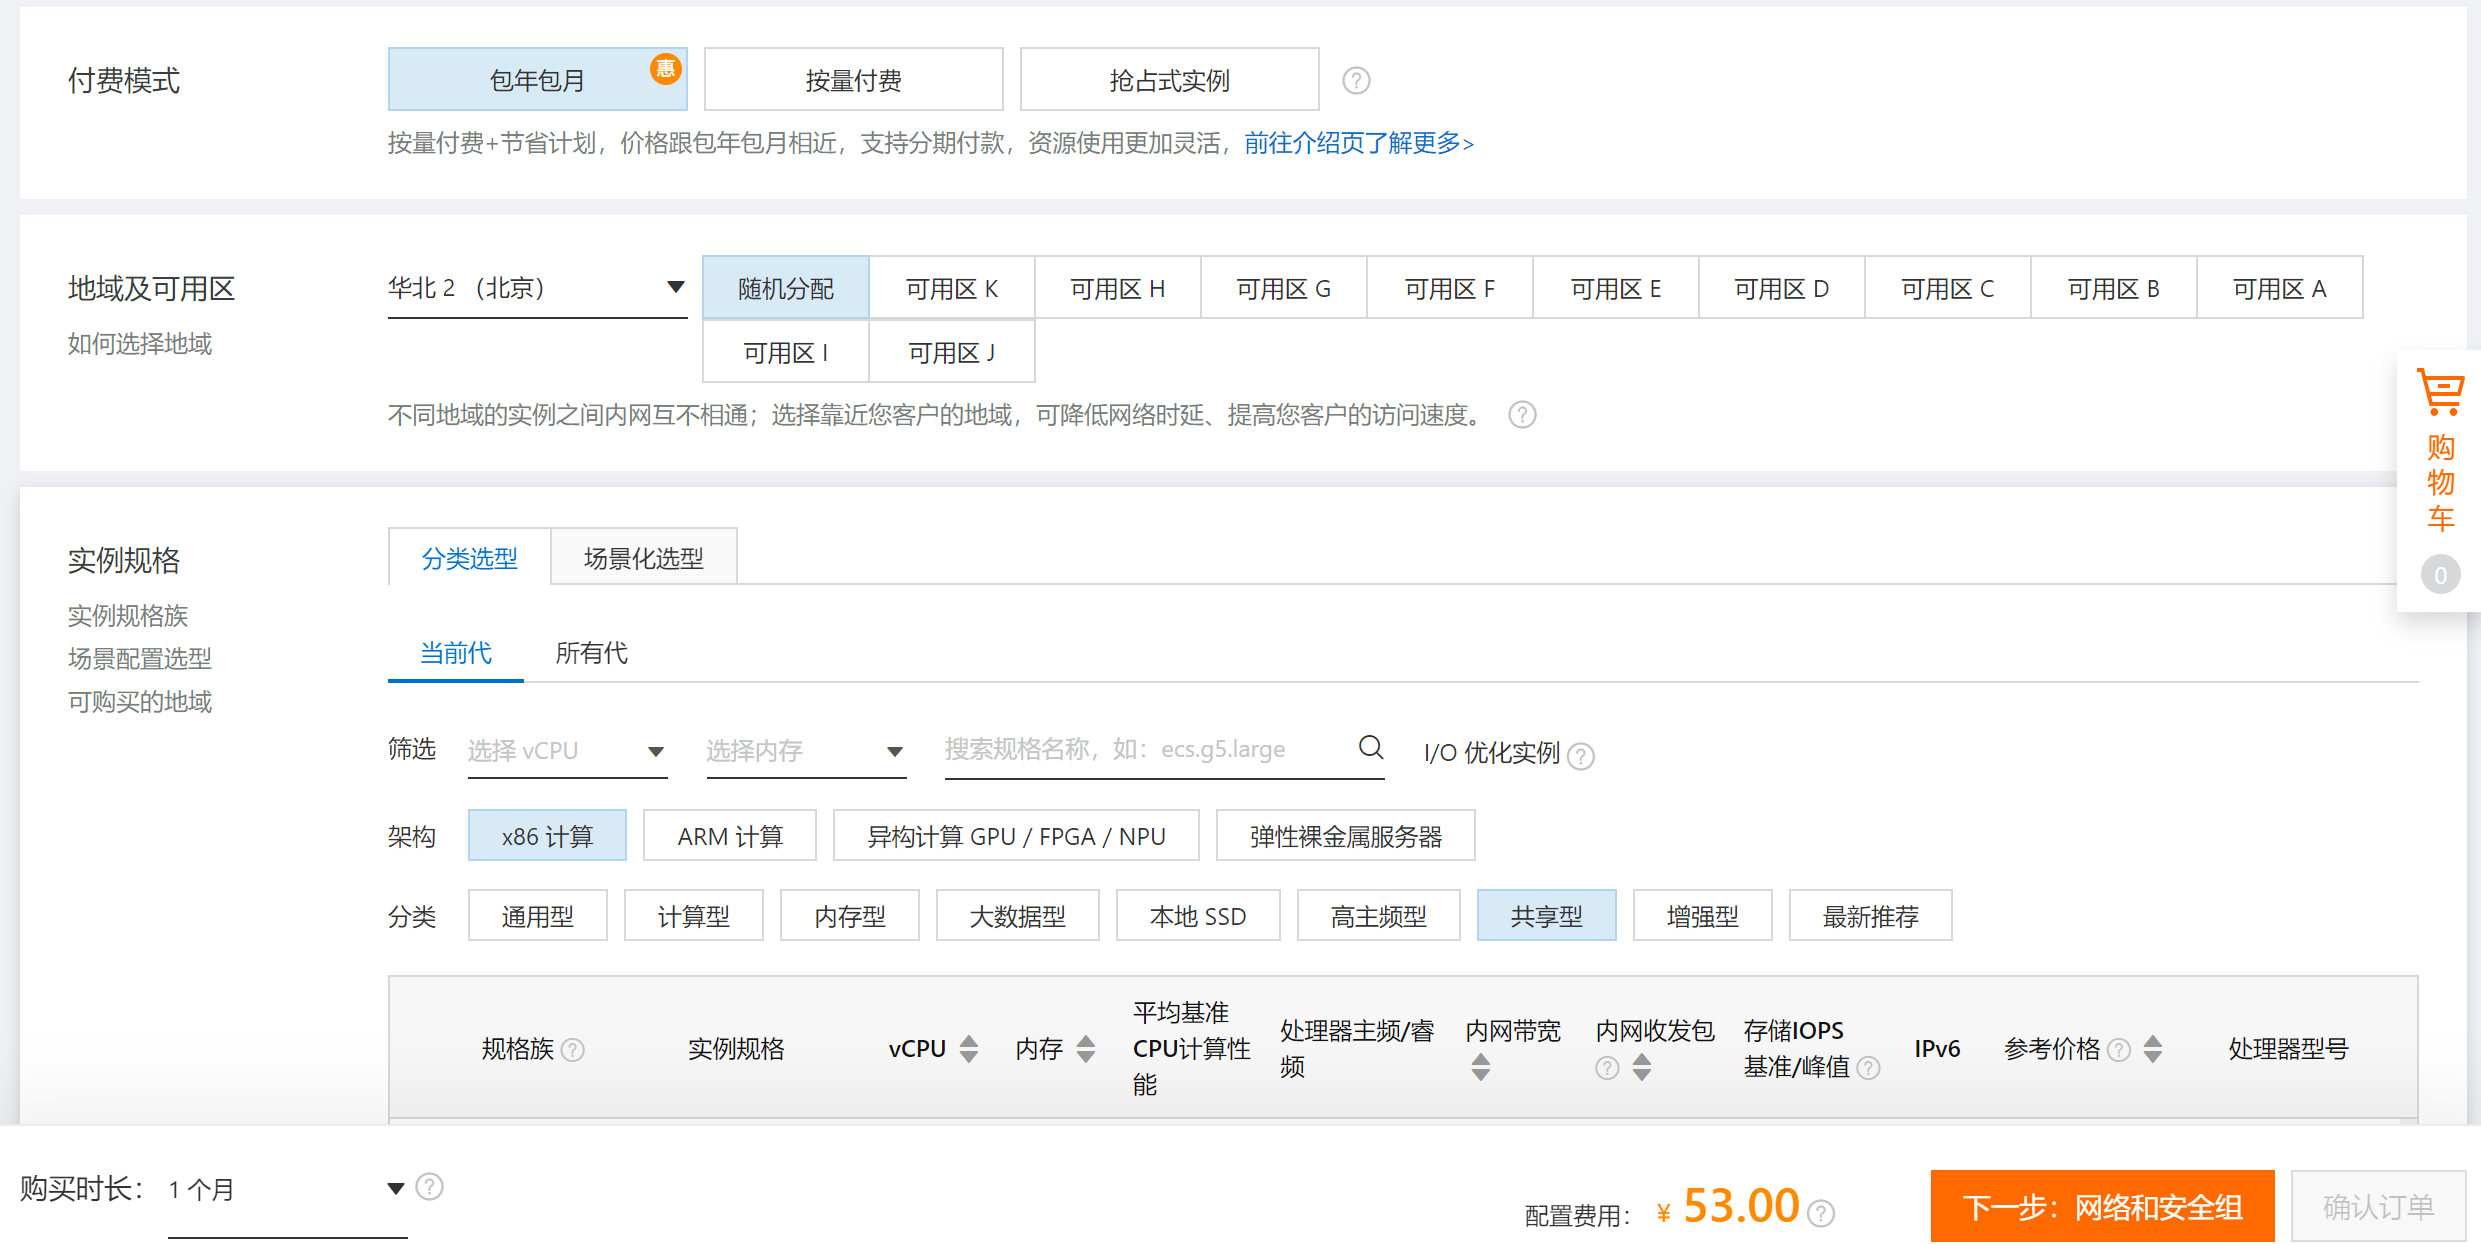 付费模式
包年包月
惠
按量付费
抢占式实例
按量付费+节省计划，价格跟包年包月相近，支持分期付款，资源使用更加灵活，前往介绍页了解更多>
地域及可用区
如何选择地域
华北 2 （北京）
随机分配
可用区 K
可用区 H
可用区 G
可用区 F
可用区 E
可用区 D
可用区 C
可用区 B
可用区 A
可用区 I
可用区 J
不同地域的实例之间内网互不相通；选择靠近您客户的地域，可降低网络时延、提高您客户的访问速度。
购
物
车
0
实例规格
实例规格族
场景配置选型
可购买的地域
分类选型
场景化选型
当前代
所有代
筛选
选择 vCPU
选择内存
搜索规格名称，如：ecs.g5.large
I/O 优化实例
架构
x86 计算
ARM 计算
异构计算 GPU / FPGA / NPU
弹性裸金属服务器
分类
通用型
计算型
内存型
大数据型
本地 SSD
高主频型
共享型
增强型
最新推荐
规格族
实例规格
vCPU
内存
平均基准
CPU计算性
能
处理器主频/睿
频
内网带宽
内网收发包
存储IOPS
基准/峰值
IPv6
参考价格
处理器型号
购买时长：
1 个月
配置费用：
¥ 53.00
下一步：网络和安全组
确认订单